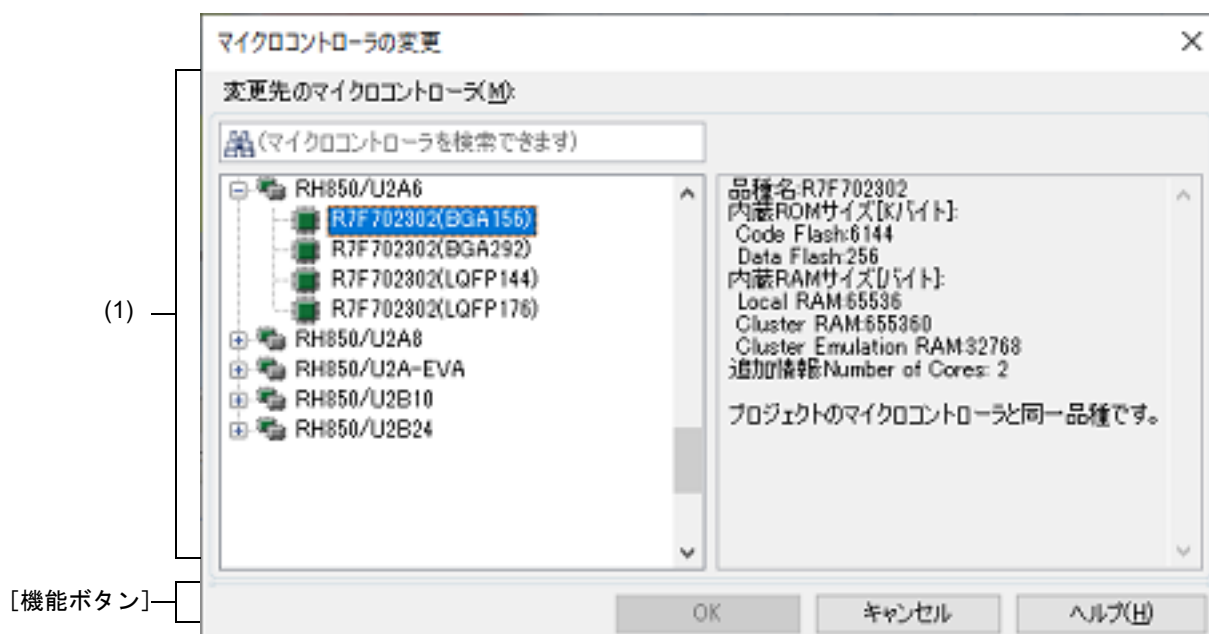 マイクロコントローラの変更
変更先のマイクロコントローラ(M):
(マイクロコントローラを検索できます)
RH850/U2A6
R7F702302(BGA156)
R7F702302(BGA292)
R7F702302(LQFP144)
R7F702302(LQFP176)
RH850/U2A8
RH850/U2A-EVA
RH850/U2B10
RH850/U2B24
品種名:R7F702302
内蔵ROMサイズ[Kバイト]:
Code Flash:6144
Data Flash:256
内蔵RAMサイズ[バイト]:
Local RAM:65536
Cluster RAM:655360
Cluster Emulation RAM:32768
追加情報:Number of Cores: 2
プロジェクトのマイクロコントローラと同一品種です。
(1)
[機能ボタン]
OK
キャンセル
ヘルプ(H)